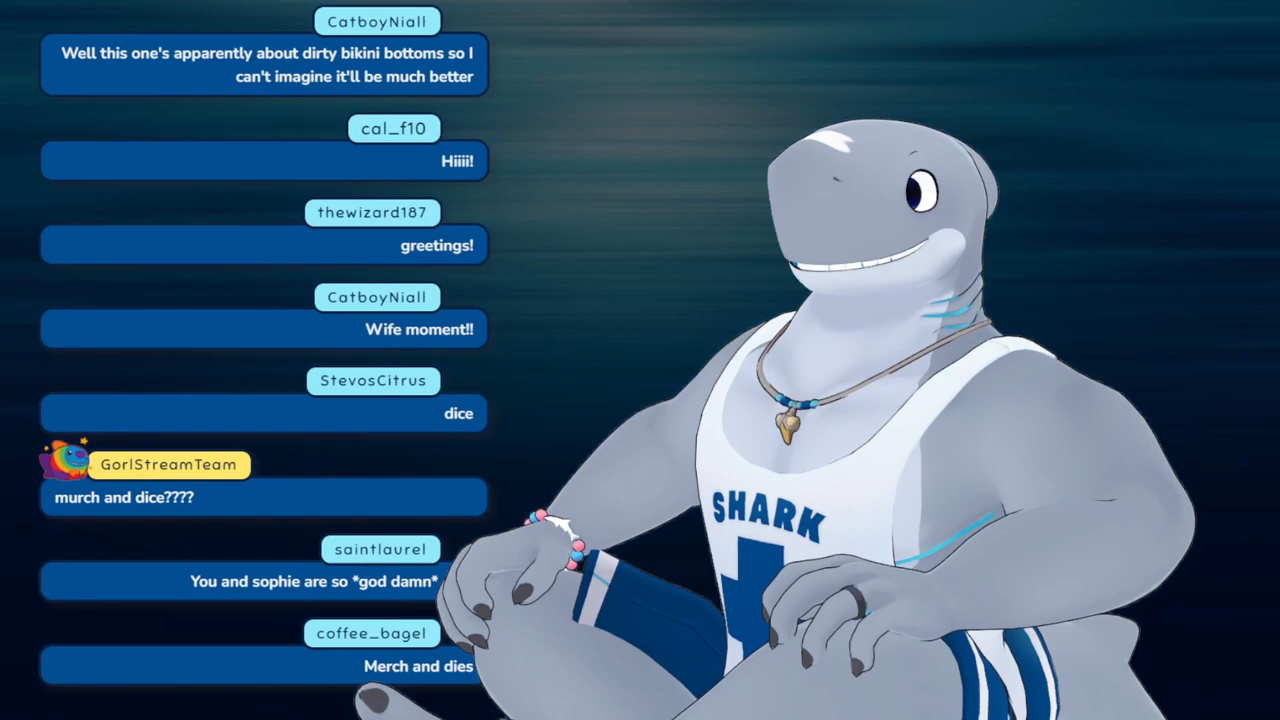 CatboyNiall
Well this one's apparently about dirty bikini bottoms so I
can't imagine it'll be much better
cal_f10
Hiiii!
thewizard187
greetings!
CatboyNiall
Wife moment!!
StevosCitrus
dice
GorlStreamTeam
murch and dice????
saintlaurel
You and sophie are so *god damn*
coffee_bagel
Merch and dies
SHARK